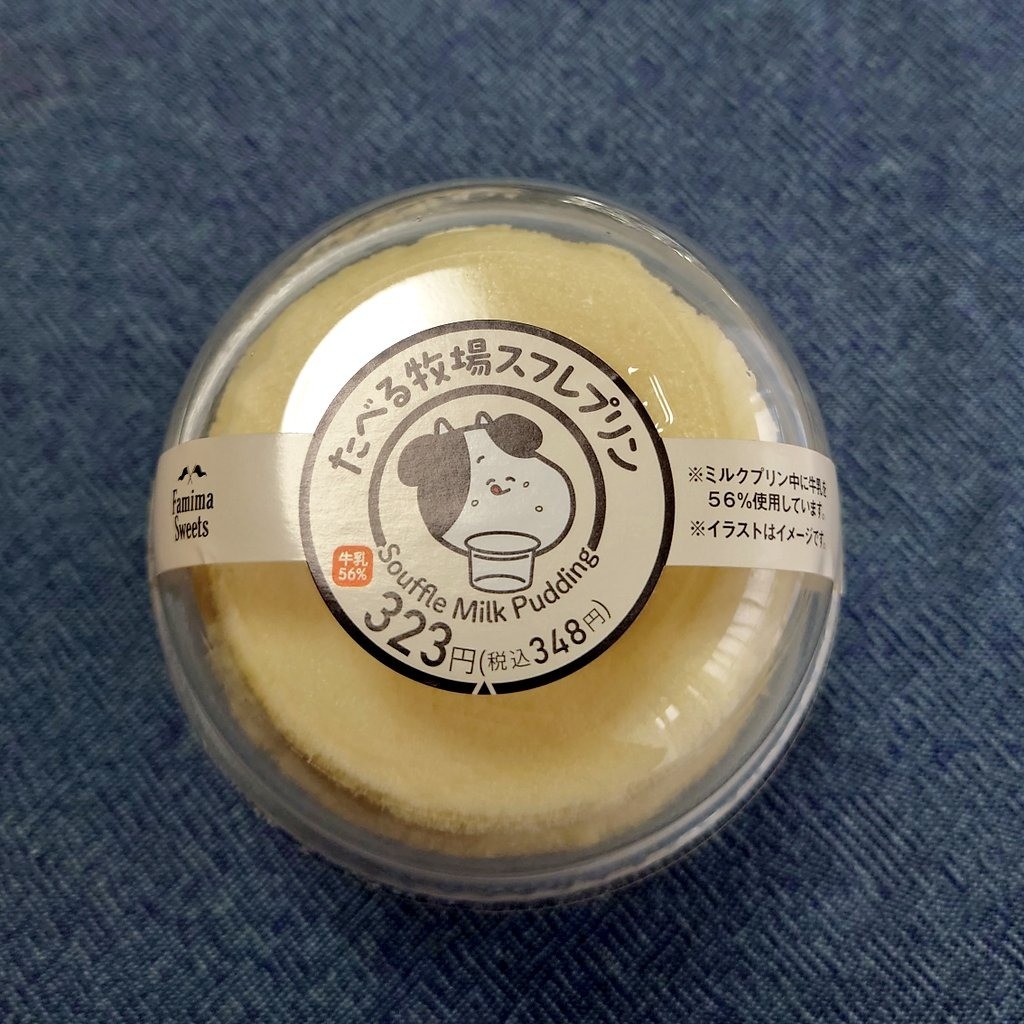 たべる牧場スフレプリン
Famima
Sweets
※ミルクプリン中に牛乳を
56%使用しています。
※イラストはイメージです。
牛乳
56%
Souffle Milk Pudding
323円(税込348円)